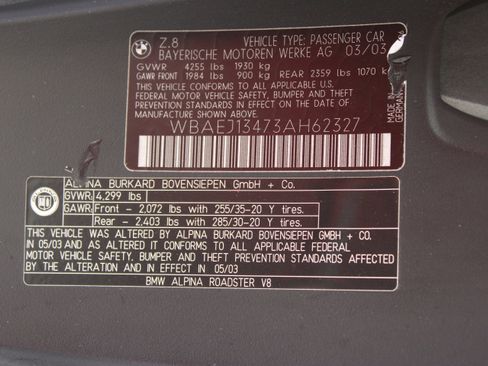 Z.8 VEHICLE TYPE: PASSENGER CAR
BAYERISCHE MOTOREN WERKE AG 03/03
GVWR 4255 lbs 1930 kg
GAWR FRONT 1984 lbs 900 kg REAR 2359 lbs 1070 kg
THIS VEHICLE CONFORMS TO ALL APPLICABLE U.S.
FEDERAL MOTOR VEHICLE SAFETY, BUMPER, AND
THEFT PREVENTION STANDARDS IN EFFECT ON THE
DATE OF MANUFACTURE SHOWN ABOVE.
WBAEJ13473AH62327
MADE IN
GERMANY
ALPINA BURKARD BOVENSIEPEN GmbH + Co.
GVWR: 4,299 lbs
GAWR: Front - 2,072 lbs with 255/35-20 Y tires.
Rear - 2,403 lbs with 285/30-20 Y tires.
THIS VEHICLE WAS ALTERED BY ALPINA BURKARD BOVENSIEPEN GMBH + CO.
IN 05/03 AND AS ALTERED IT CONFORMS TO ALL APPLICABLE FEDERAL
MOTOR VEHICLE SAFETY, BUMPER AND THEFT PREVENTION STANDARDS AFFECTED
BY THE ALTERATION AND IN EFFECT IN 05/03
BMW ALPINA ROADSTER V8